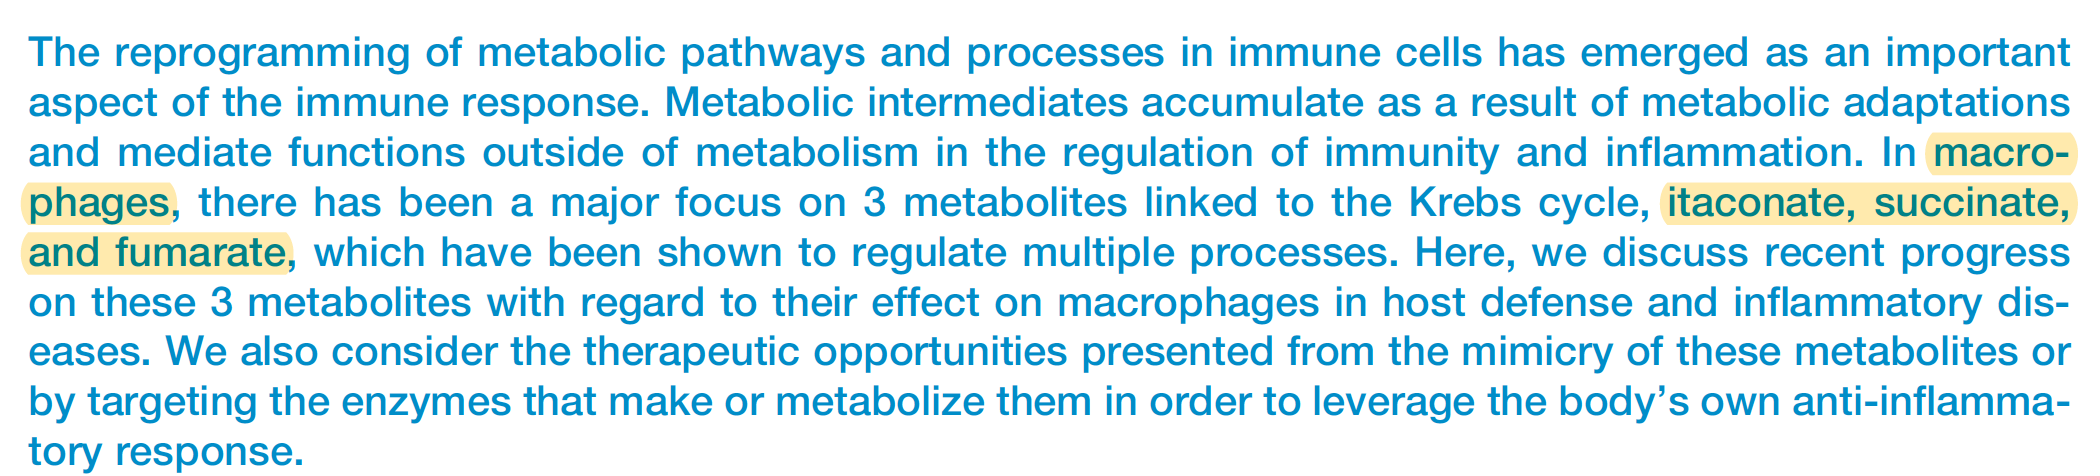 The reprogramming of metabolic pathways and processes in immune cells has emerged as an important
aspect of the immune response. Metabolic intermediates accumulate as a result of metabolic adaptations
and mediate functions outside of metabolism in the regulation of immunity and inflammation. In macro-
phages, there has been a major focus on 3 metabolites linked to the Krebs cycle, itaconate, succinate,
and fumarate, which have been shown to regulate multiple processes. Here, we discuss recent progress
on these 3 metabolites with regard to their effect on macrophages in host defense and inflammatory dis-
eases. We also consider the therapeutic opportunities presented from the mimicry of these metabolites or
by targeting the enzymes that make or metabolize them in order to leverage the body’s own anti-inflamma-
tory response.